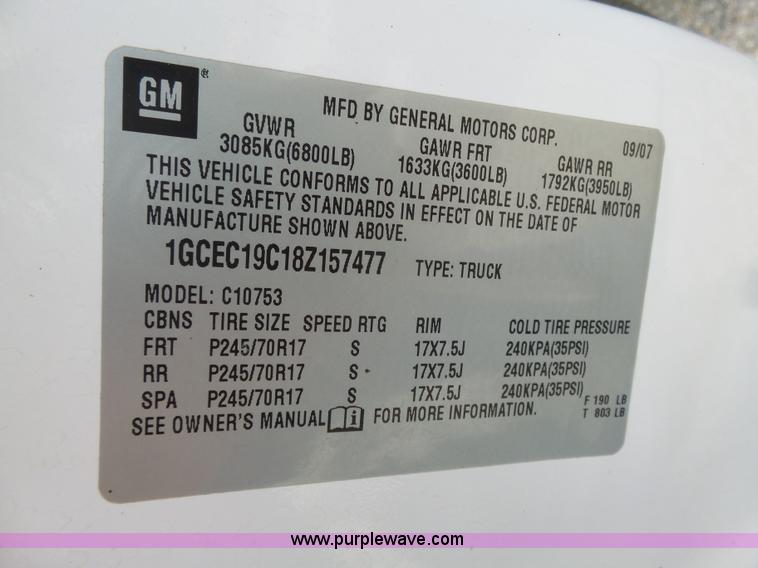 GM ®
MFD BY GENERAL MOTORS CORP. 09/07
GVWR GAWR FRT GAWR RR
3085KG(6800LB) 1633KG(3600LB) 1792KG(3950LB)
THIS VEHICLE CONFORMS TO ALL APPLICABLE U.S. FEDERAL MOTOR
VEHICLE SAFETY STANDARDS IN EFFECT ON THE DATE OF
MANUFACTURE SHOWN ABOVE.
1GCEC19C18Z157477 TYPE: TRUCK
MODEL: C10753
CBNS TIRE SIZE SPEED RTG RIM COLD TIRE PRESSURE
FRT P245/70R17 S 17X7.5J 240KPA(35PSI)
RR P245/70R17 S 17X7.5J 240KPA(35PSI)
SPA P245/70R17 S 17X7.5J 240KPA(35PSI)
F 190 LB
SEE OWNER'S MANUAL i FOR MORE INFORMATION. T 803 LB
www.purplewave.com